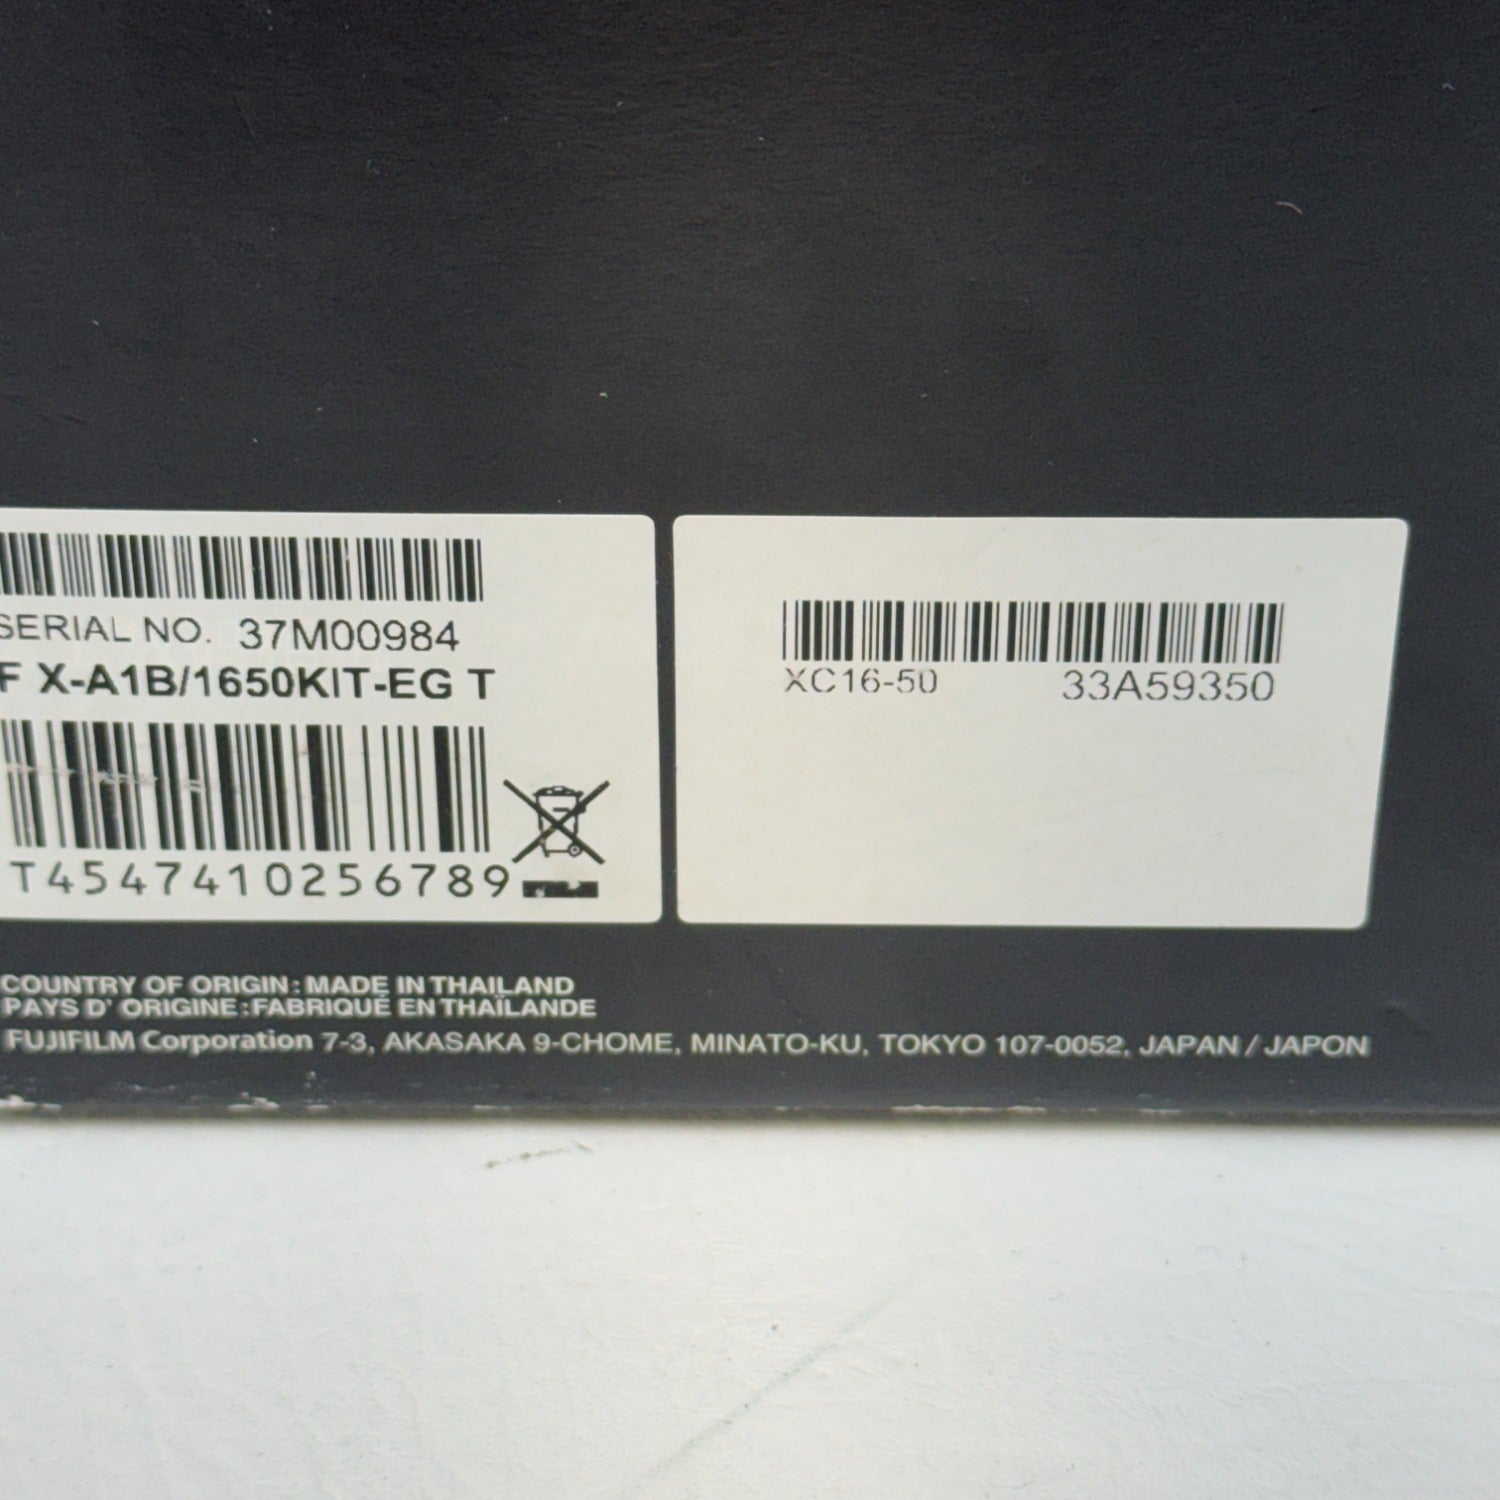 SERIAL NO. 37M00984
F X-A1B/1650KIT-EG T
T4547410256789
XC16-50 33A59350
COUNTRY OF ORIGIN : MADE IN THAILAND
PAYS D' ORIGINE : FABRIQUÉ EN THAÏLANDE
FUJIFILM Corporation 7-3, AKASAKA 9-CHOME, MINATO-KU, TOKYO 107-0052, JAPAN / JAPON